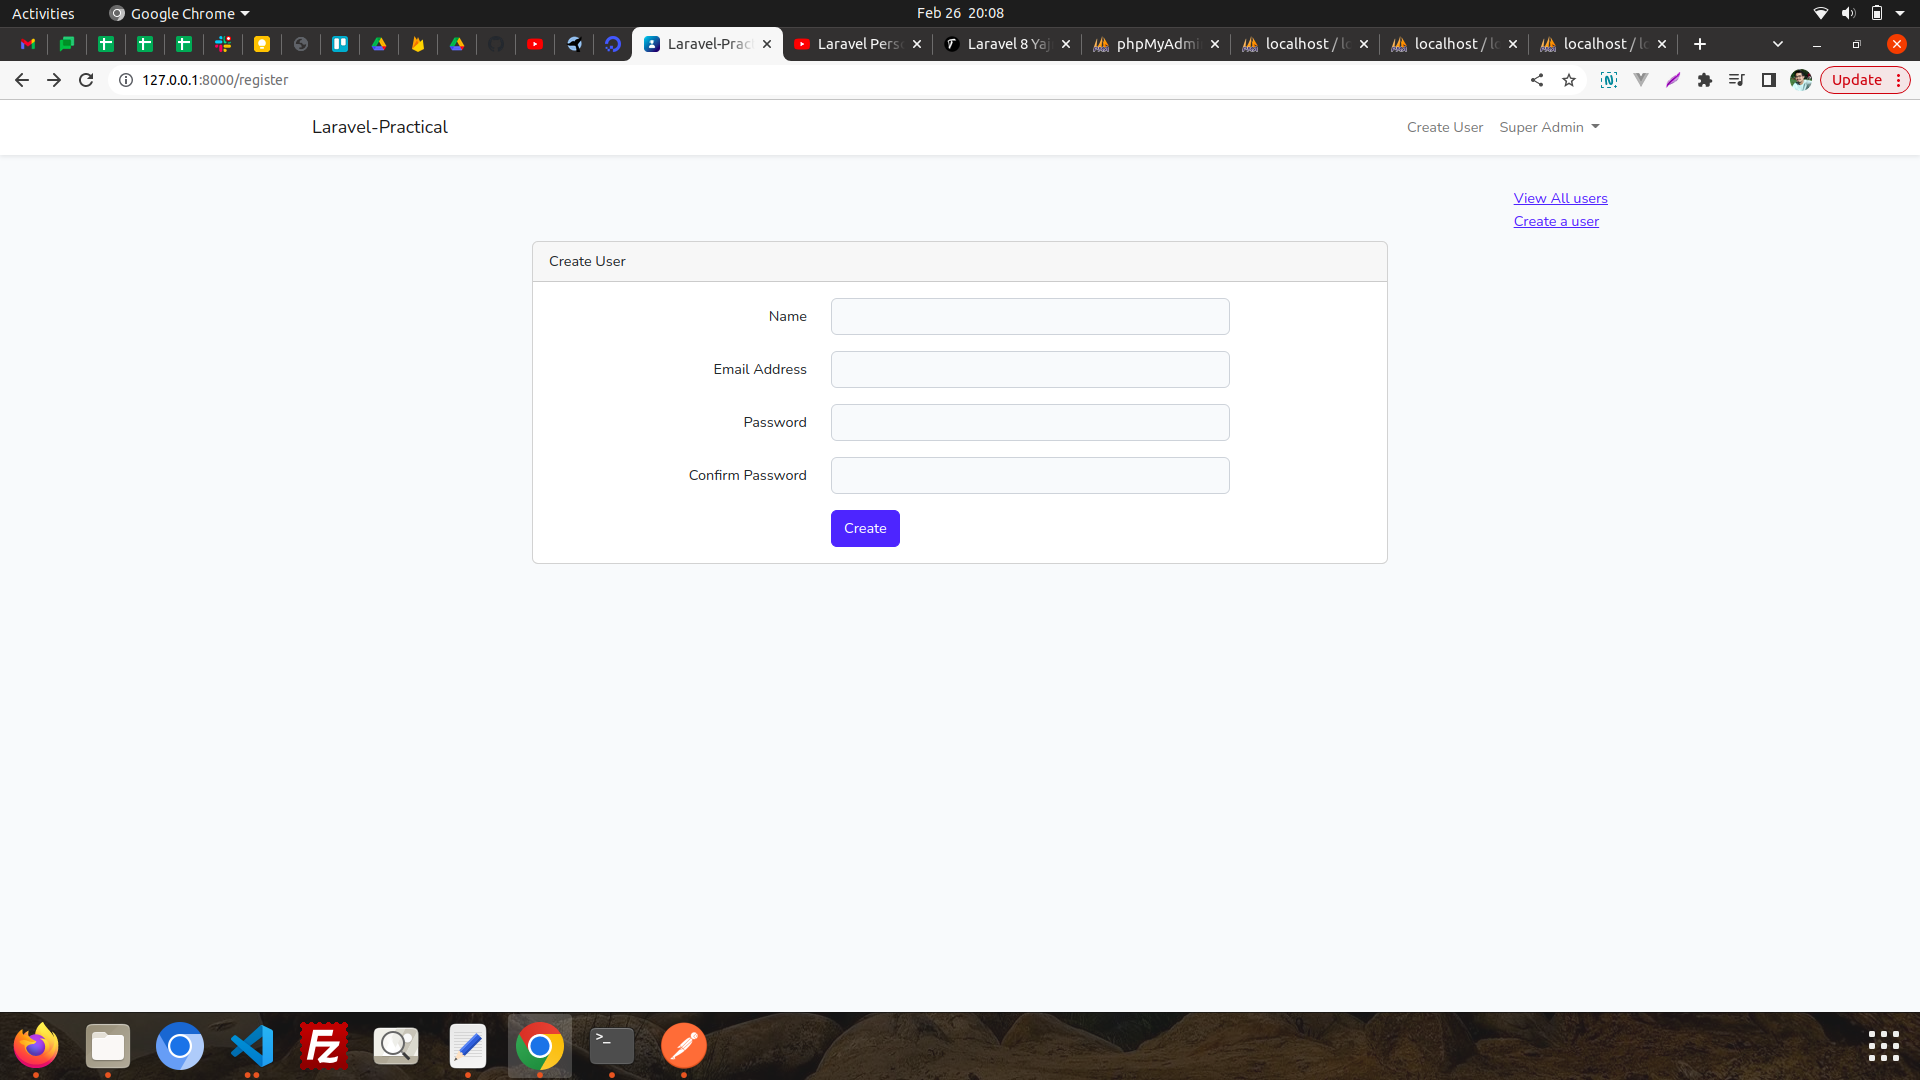 Activities
Google Chrome
Feb 26 20:08
Laravel-Prac
Laravel Pers
Laravel 8 Yaj
phpMyAdmi
localhost / lo
localhost / lo
localhost / lo
127.0.0.1:8000/register
Update
Laravel-Practical
Create User
Super Admin
View All users
Create a user
Create User
Name
Email Address
Password
Confirm Password
Create